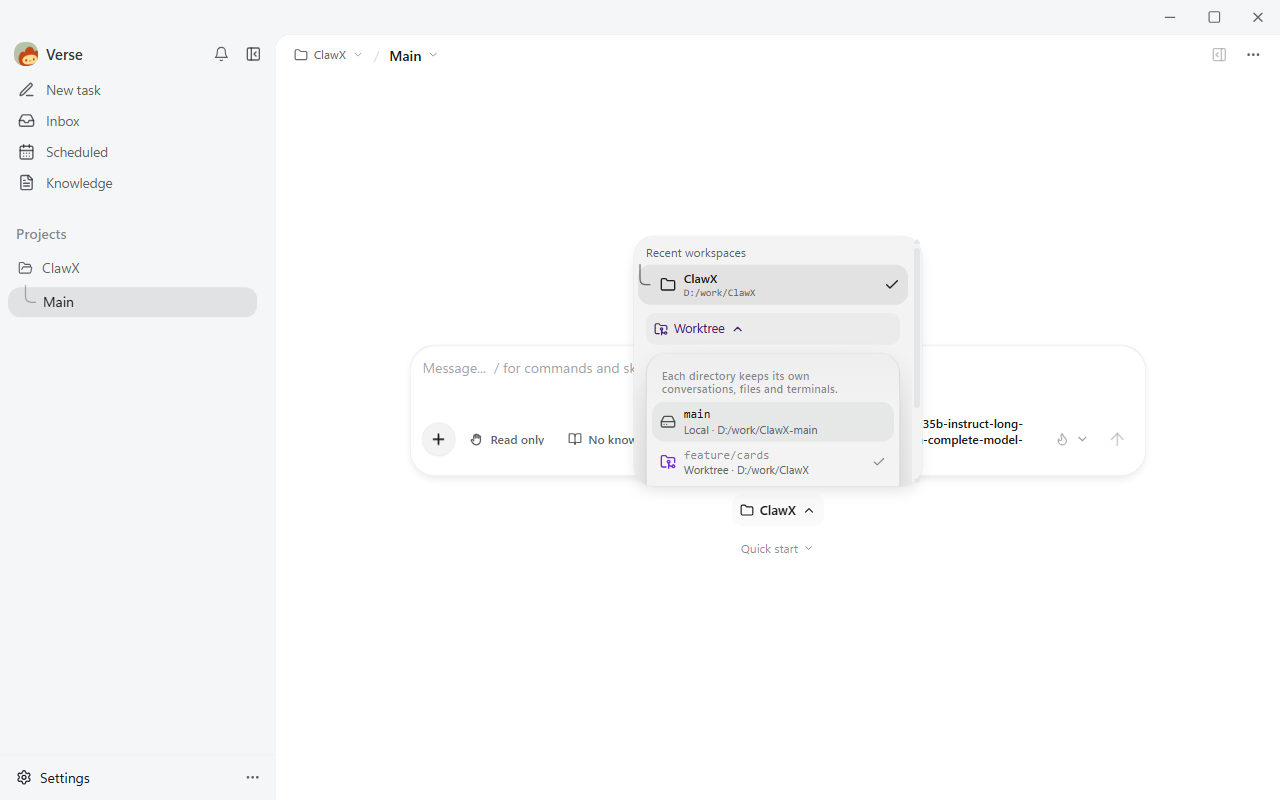 Verse
New task
Inbox
Scheduled
Knowledge
Projects
ClawX
Main
Settings
ClawX / Main
Recent workspaces
ClawX
D:/work/ClawX
Worktree
Each directory keeps its own
conversations, files and terminals.
main
Local · D:/work/ClawX-main
feature/cards
Worktree · D:/work/ClawX
Message... / for commands and sk
Read only
No know
35b-instruct-long-
-complete-model-
ClawX
Quick start